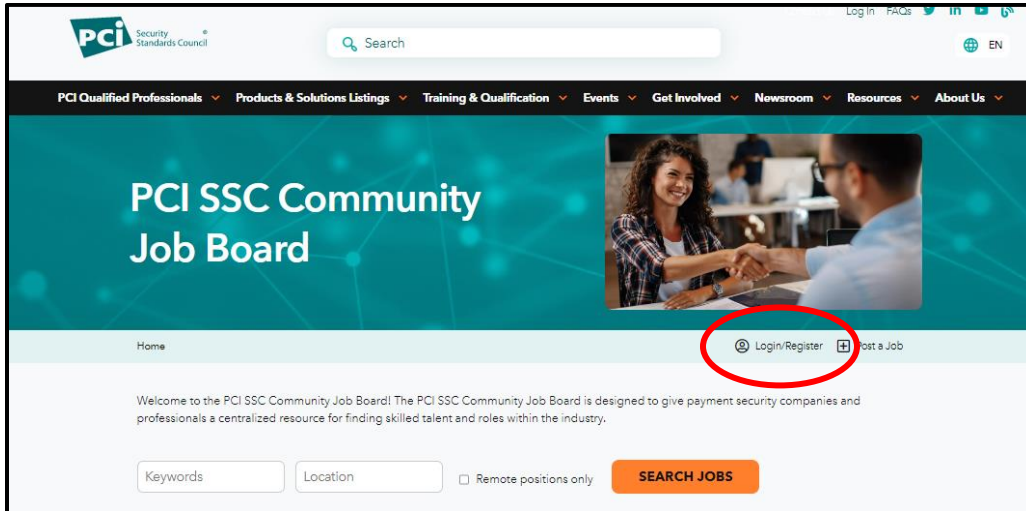 Log In FAQs
PCI Security
Standards Council
Search
EN
PCI Qualified Professionals Products & Solutions Listings Training & Qualification Events Get Involved Newsroom Resources About Us
PCI SSC Community
Job Board
Home Login/Register Post a Job
Welcome to the PCI SSC Community Job Board! The PCI SSC Community Job Board is designed to give payment security companies and
professionals a centralized resource for finding skilled talent and roles within the industry.
Keywords Location Remote positions only SEARCH JOBS